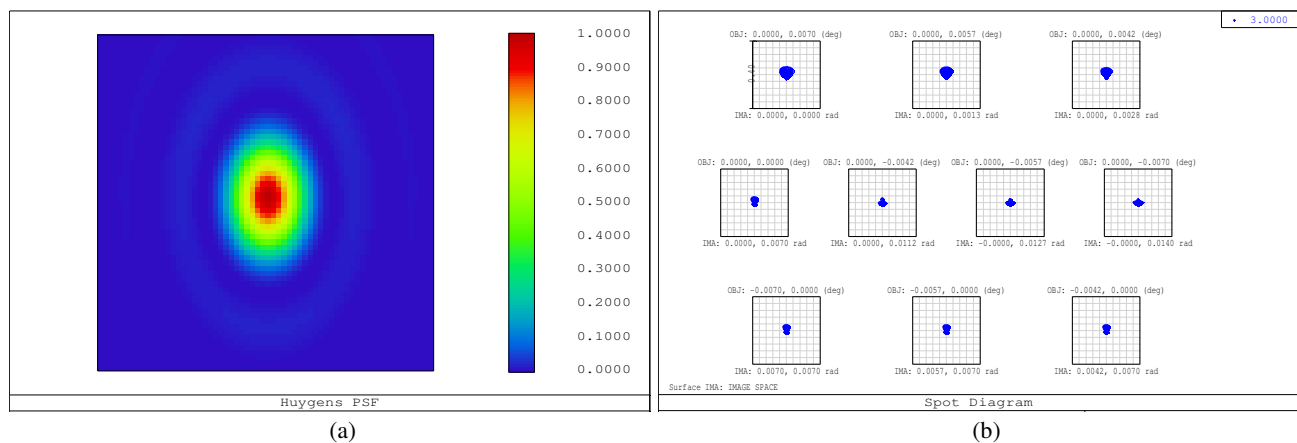 1.0000
0.9000
0.8000
0.7000
0.6000
0.5000
0.4000
0.3000
0.2000
0.1000
0.0000
Huygens PSF
(a)
3.0000
OBJ: 0.0000, 0.0070 (deg)
OBJ: 0.0000, 0.0057 (deg)
OBJ: 0.0000, 0.0042 (deg)
IMA: 0.0000, 0.0000 rad
IMA: 0.0000, 0.0013 rad
IMA: 0.0000, 0.0028 rad
OBJ: 0.0000, 0.0000 (deg)
OBJ: 0.0000, -0.0042 (deg)
OBJ: 0.0000, -0.0057 (deg)
OBJ: 0.0000, -0.0070 (deg)
IMA: 0.0000, 0.0070 rad
IMA: 0.0000, 0.0112 rad
IMA: -0.0000, 0.0127 rad
IMA: -0.0000, 0.0140 rad
OBJ: -0.0070, 0.0000 (deg)
OBJ: -0.0057, 0.0000 (deg)
OBJ: -0.0042, 0.0000 (deg)
IMA: 0.0070, 0.0070 rad
IMA: 0.0057, 0.0070 rad
IMA: 0.0042, 0.0070 rad
Surface IMA: IMAGE SPACE
Spot Diagram
(b)